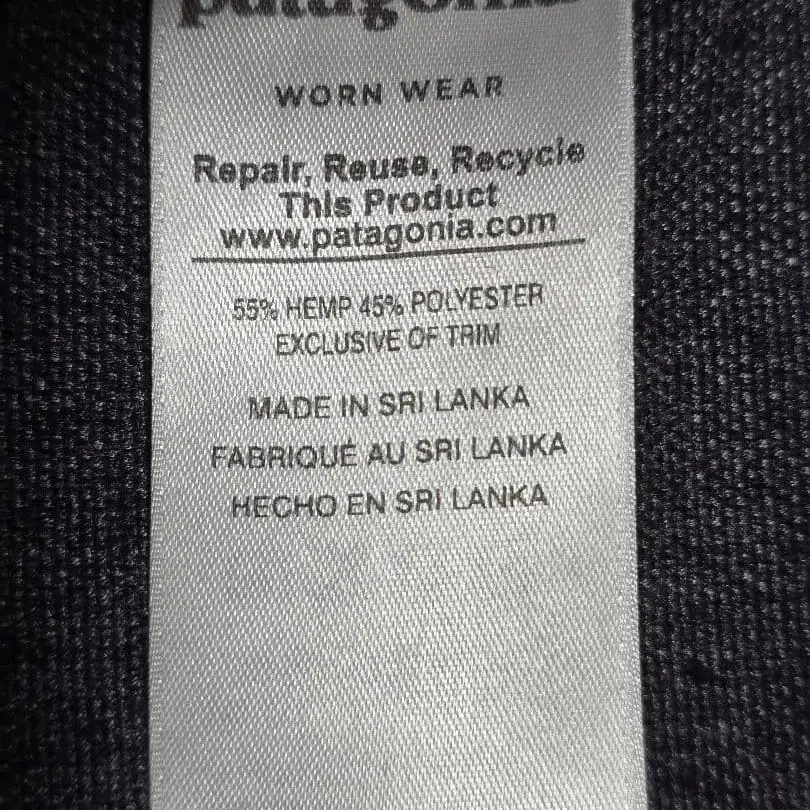 patagonia
WORN WEAR
Repair, Reuse, Recycle
This Product
www.patagonia.com
55% HEMP 45% POLYESTER
EXCLUSIVE OF TRIM
MADE IN SRI LANKA
FABRIQUÉ AU SRI LANKA
HECHO EN SRI LANKA